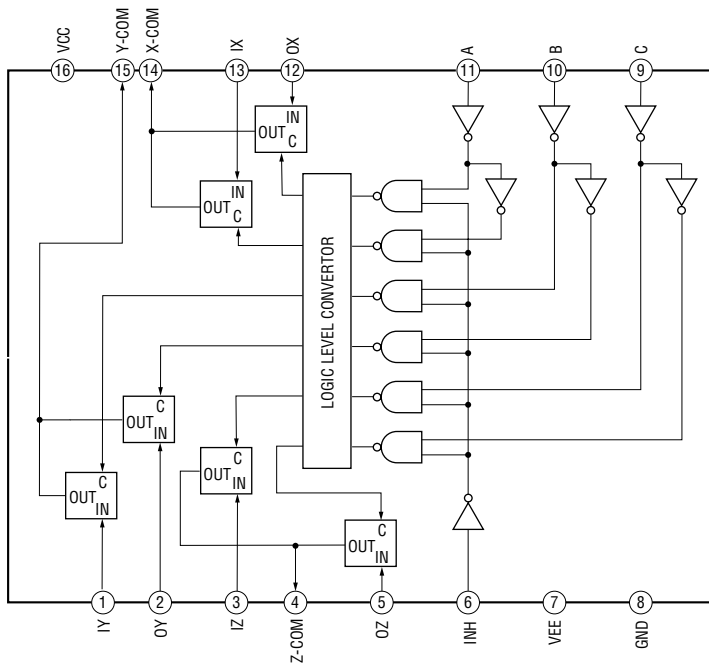 VCC
Y-COM
X-COM
IX
OX
A
B
C
16
15
14
13
12
11
10
9
IN
OUT
C
IN
OUT
C
LOGIC LEVEL CONVERTOR
C
OUT
IN
C
OUT
IN
C
OUT
IN
C
OUT
IN
1
2
3
4
5
6
7
8
IY
OY
IZ
Z-COM
OZ
INH
VEE
GND